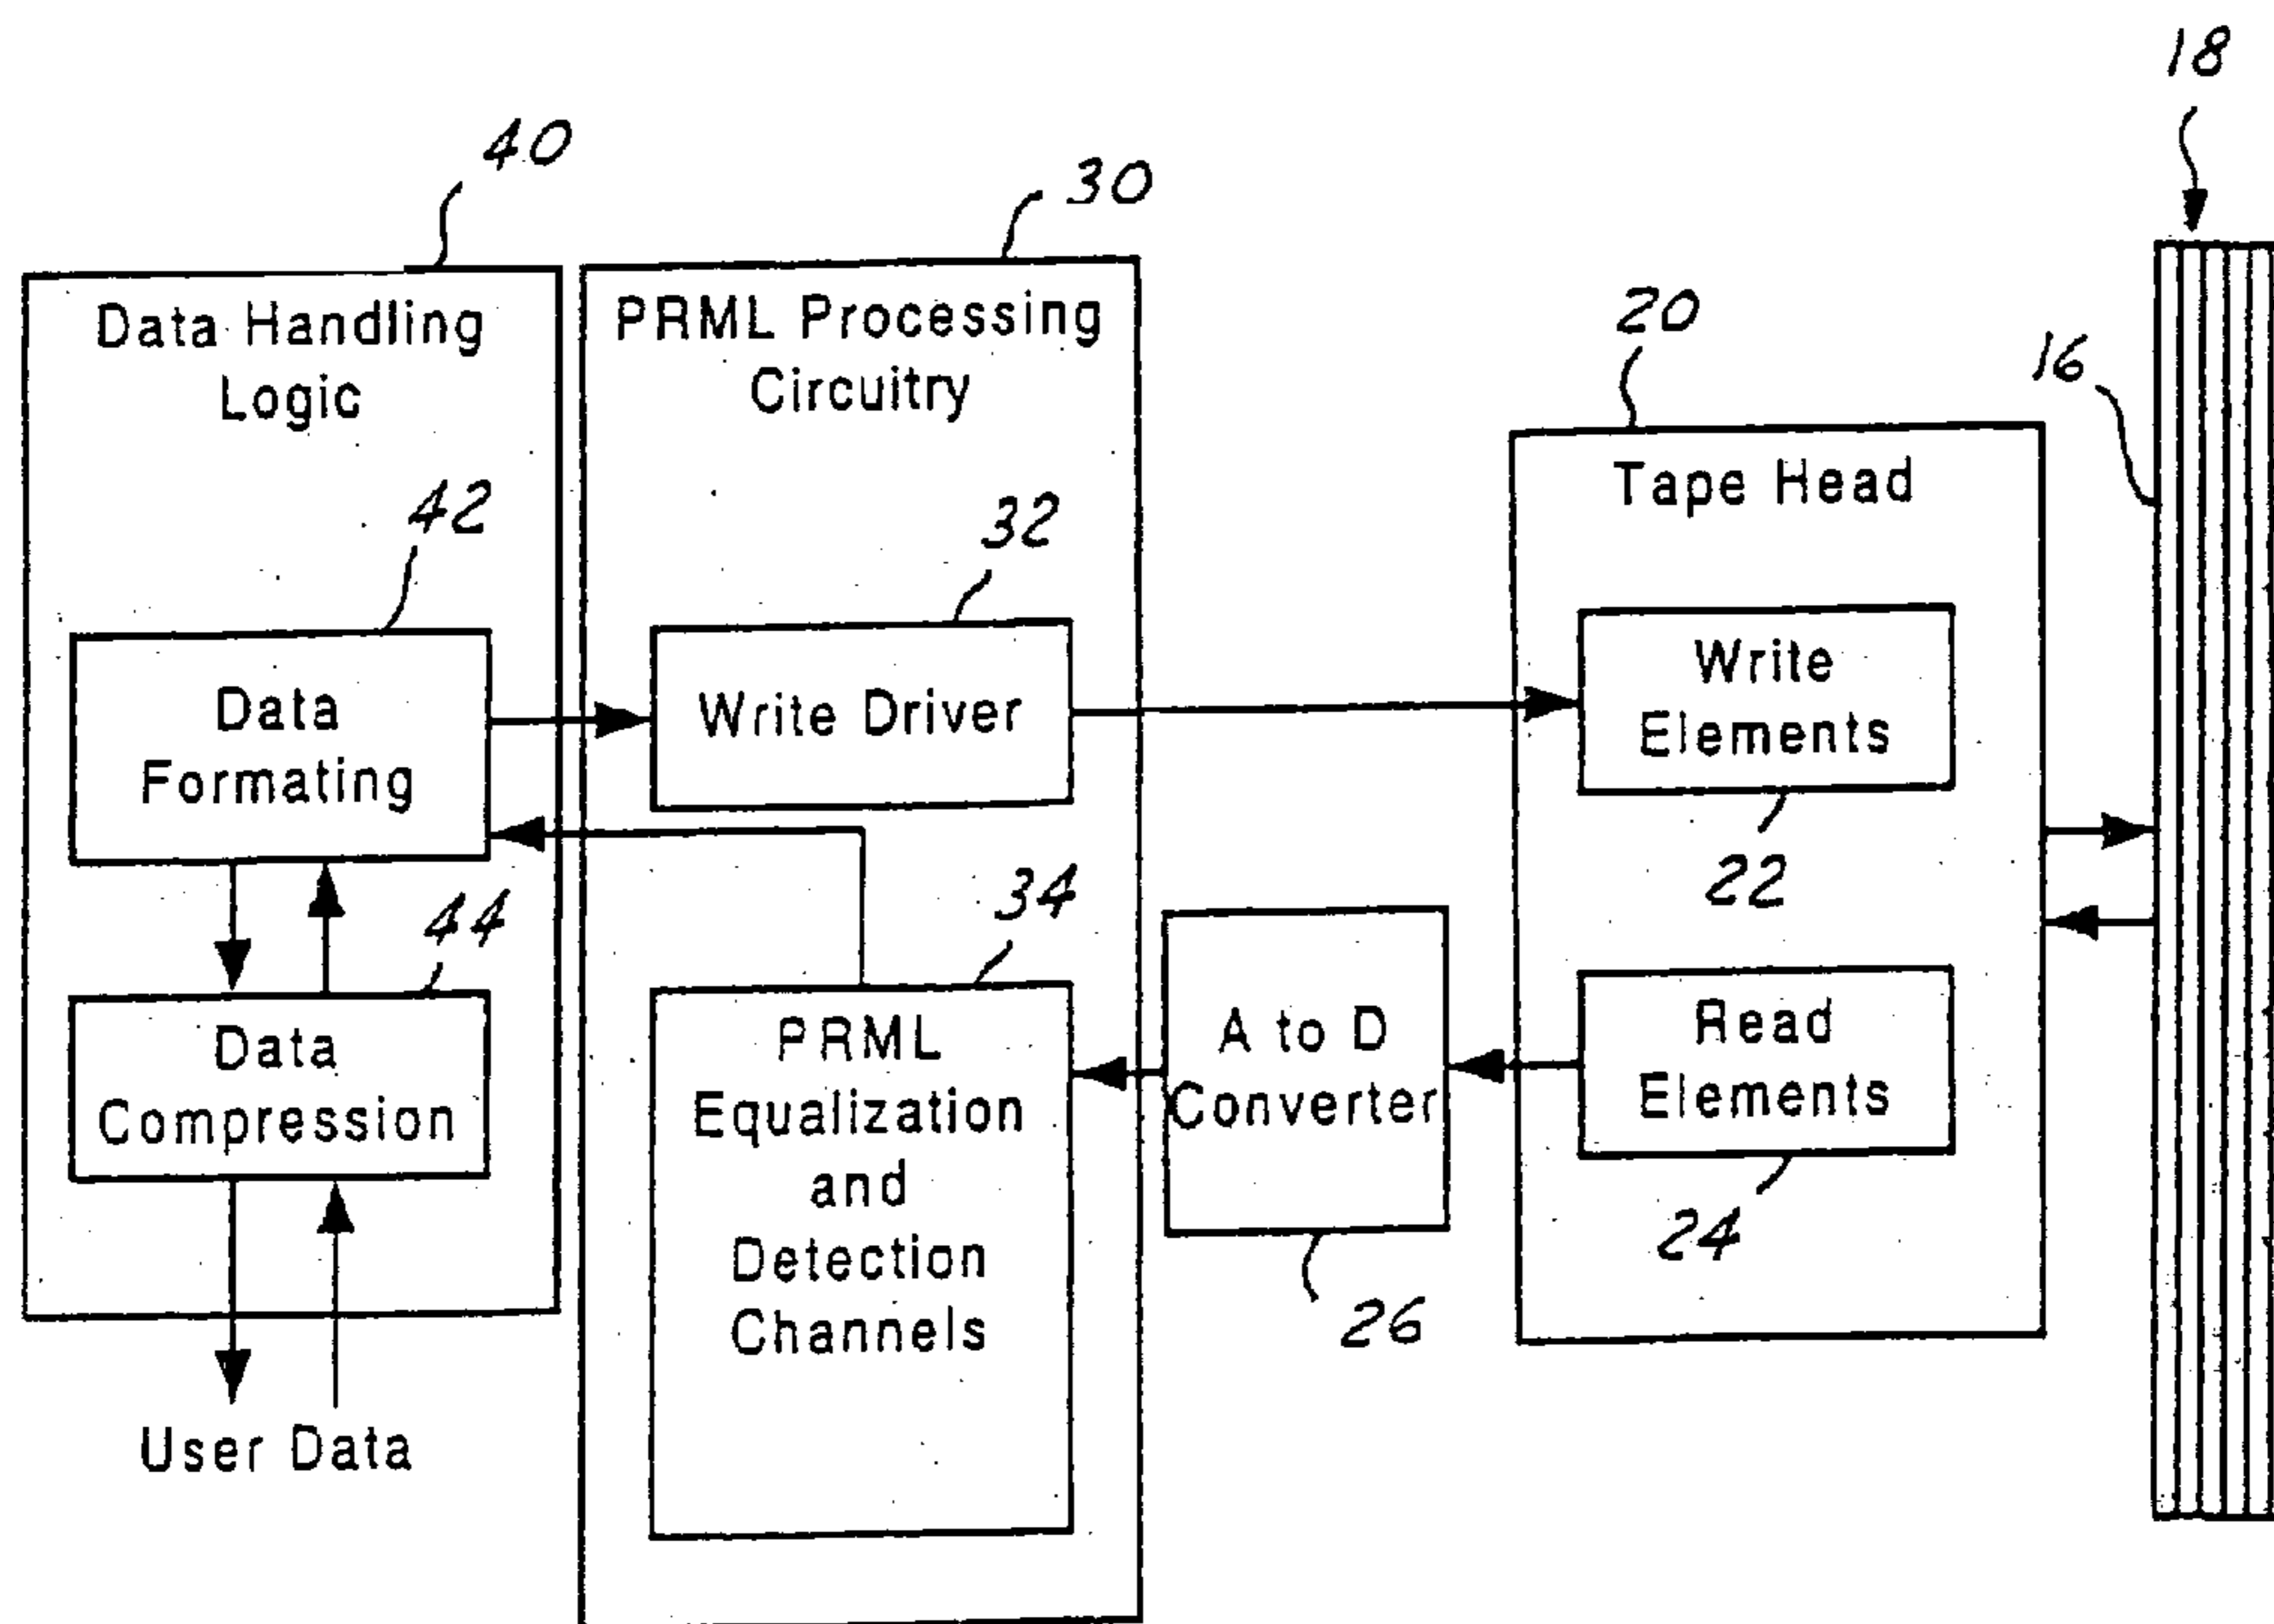 18
40
30
Data Handling
Logic
PRML Processing
Circuitry
20
16
Tape Head
42
32
Data
Formating
Write Driver
Write
Elements
22
44
34
Data
Compression
PRML
Equalization
and
Detection
Channels
A to D
Converter
Read
Elements
24
26
User Data